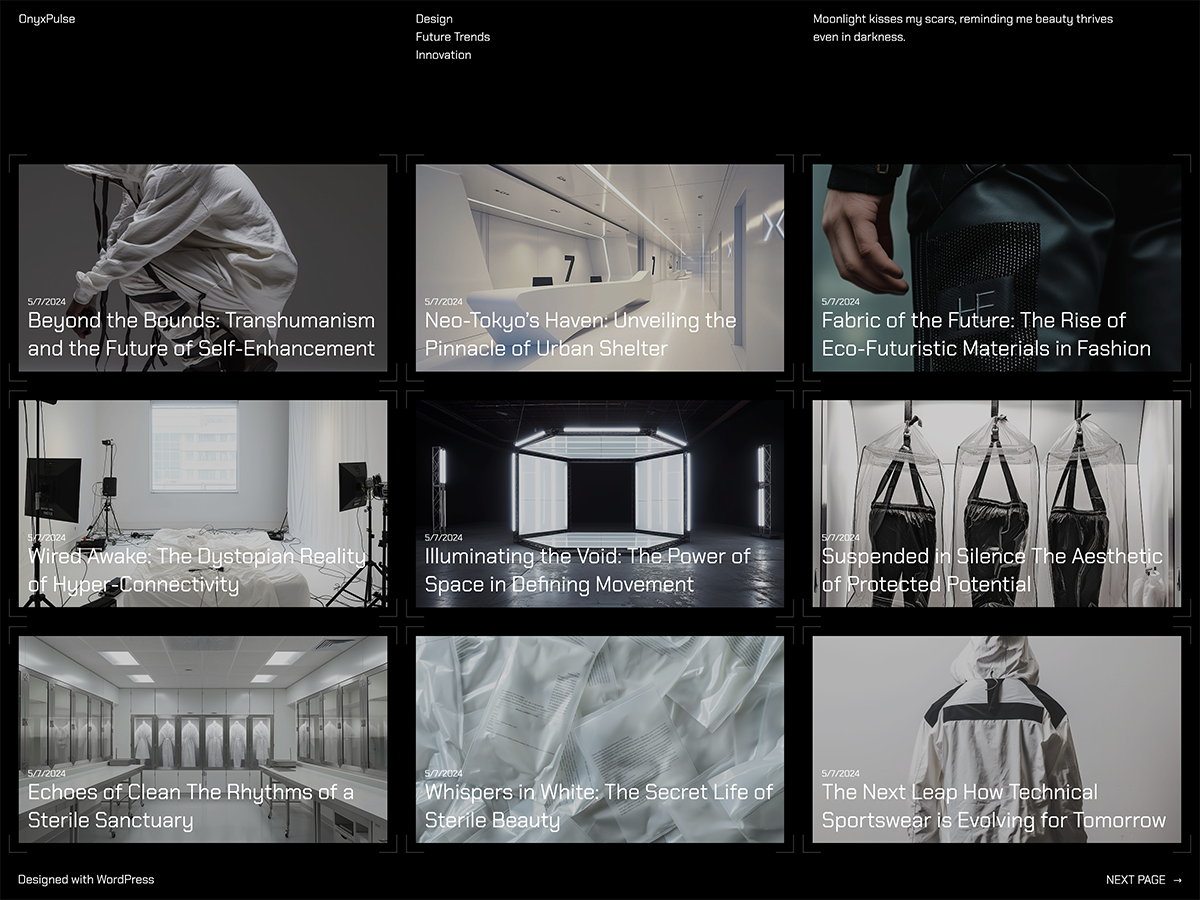 OnyxPulse
Design
Future Trends
Innovation
Moonlight kisses my scars, reminding me beauty thrives
even in darkness.
5/7/2024
Beyond the Bounds: Transhumanism
and the Future of Self-Enhancement
7
5/7/2024
Neo-Tokyo’s Haven: Unveiling the
Pinnacle of Urban Shelter
LE
5/7/2024
Fabric of the Future: The Rise of
Eco-Futuristic Materials in Fashion
5/7/2024
Wired Awake: The Dystopian Reality
of Hyper-Connectivity
5/7/2024
Illuminating the Void: The Power of
Space in Defining Movement
5/7/2024
Suspended in Silence The Aesthetic
of Protected Potential
5/7/2024
Echoes of Clean The Rhythms of a
Sterile Sanctuary
5/7/2024
Whispers in White: The Secret Life of
Sterile Beauty
5/7/2024
The Next Leap How Technical
Sportswear is Evolving for Tomorrow
Designed with WordPress
NEXT PAGE →